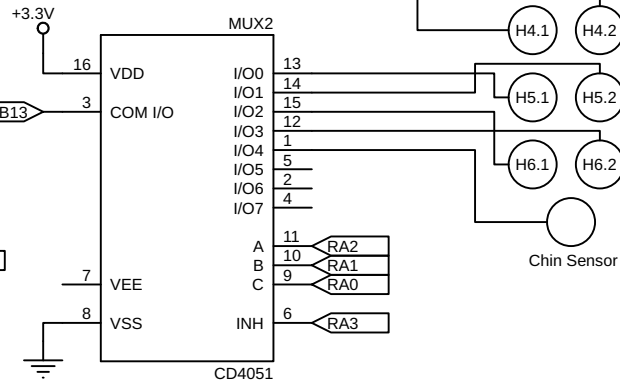 +3.3V
MUX2
H4.1
H4.2
16
VDD
I/O0
13
I/O1
14
H5.1
H5.2
B13
3
COM I/O
I/O2
15
I/O3
12
I/O4
1
H6.1
H6.2
I/O5
5
I/O6
2
I/O7
4
A
11
RA2
Chin Sensor
B
10
RA1
7
VEE
C
9
RA0
8
VSS
INH
6
RA3
CD4051